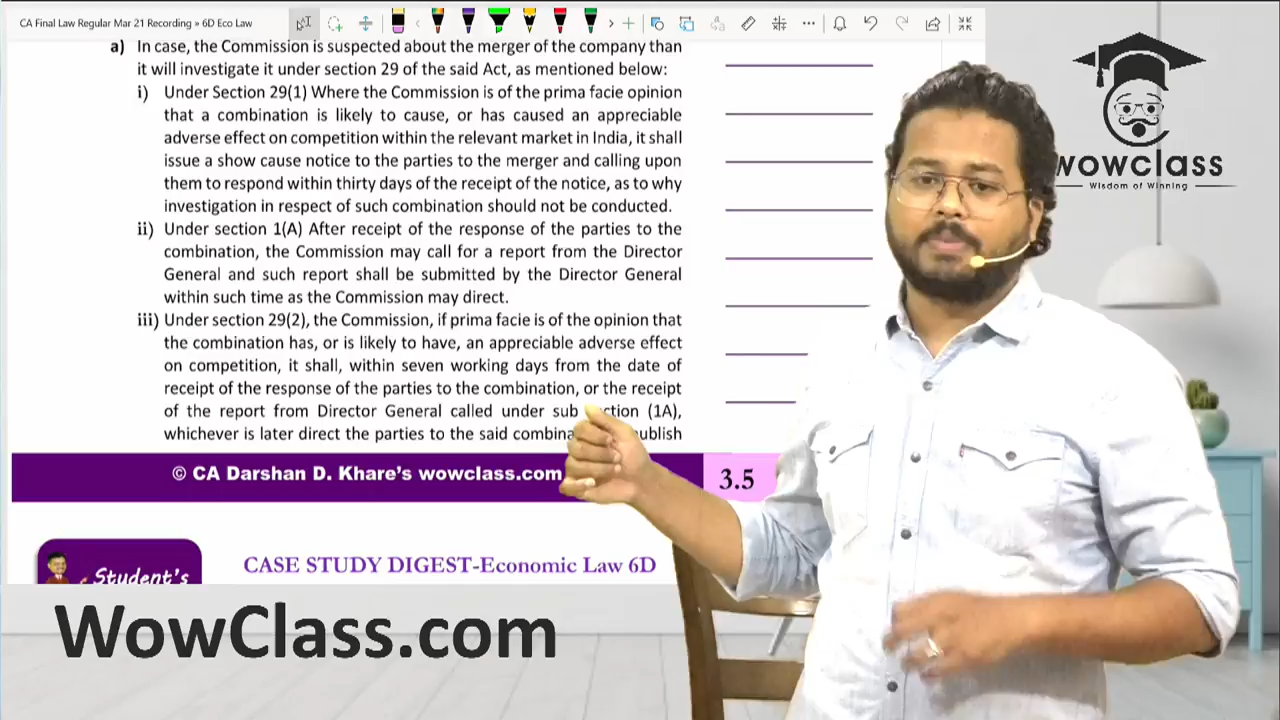 CA Final Law Regular Mar 21 Recording » 6D Eco Law
a) In case, the Commission is suspected about the merger of the company than
it will investigate it under section 29 of the said Act, as mentioned below:
i) Under Section 29(1) Where the Commission is of the prima facie opinion
that a combination is likely to cause, or has caused an appreciable
adverse effect on competition within the relevant market in India, it shall
issue a show cause notice to the parties to the merger and calling upon
them to respond within thirty days of the receipt of the notice, as to why
investigation in respect of such combination should not be conducted.
ii) Under section 1(A) After receipt of the response of the parties to the
combination, the Commission may call for a report from the Director
General and such report shall be submitted by the Director General
within such time as the Commission may direct.
iii) Under section 29(2), the Commission, if prima facie is of the opinion that
the combination has, or is likely to have, an appreciable adverse effect
on competition, it shall, within seven working days from the date of
receipt of the response of the parties to the combination, or the receipt
of the report from Director General called under sub (1A),
whichever is later direct the parties to the said
© CA Darshan D. Khare's wowclass.com
3.5
Student's
CASE STUDY DIGEST-Economic Law 6D
WowClass.com
wowclass
Wisdom of Winning